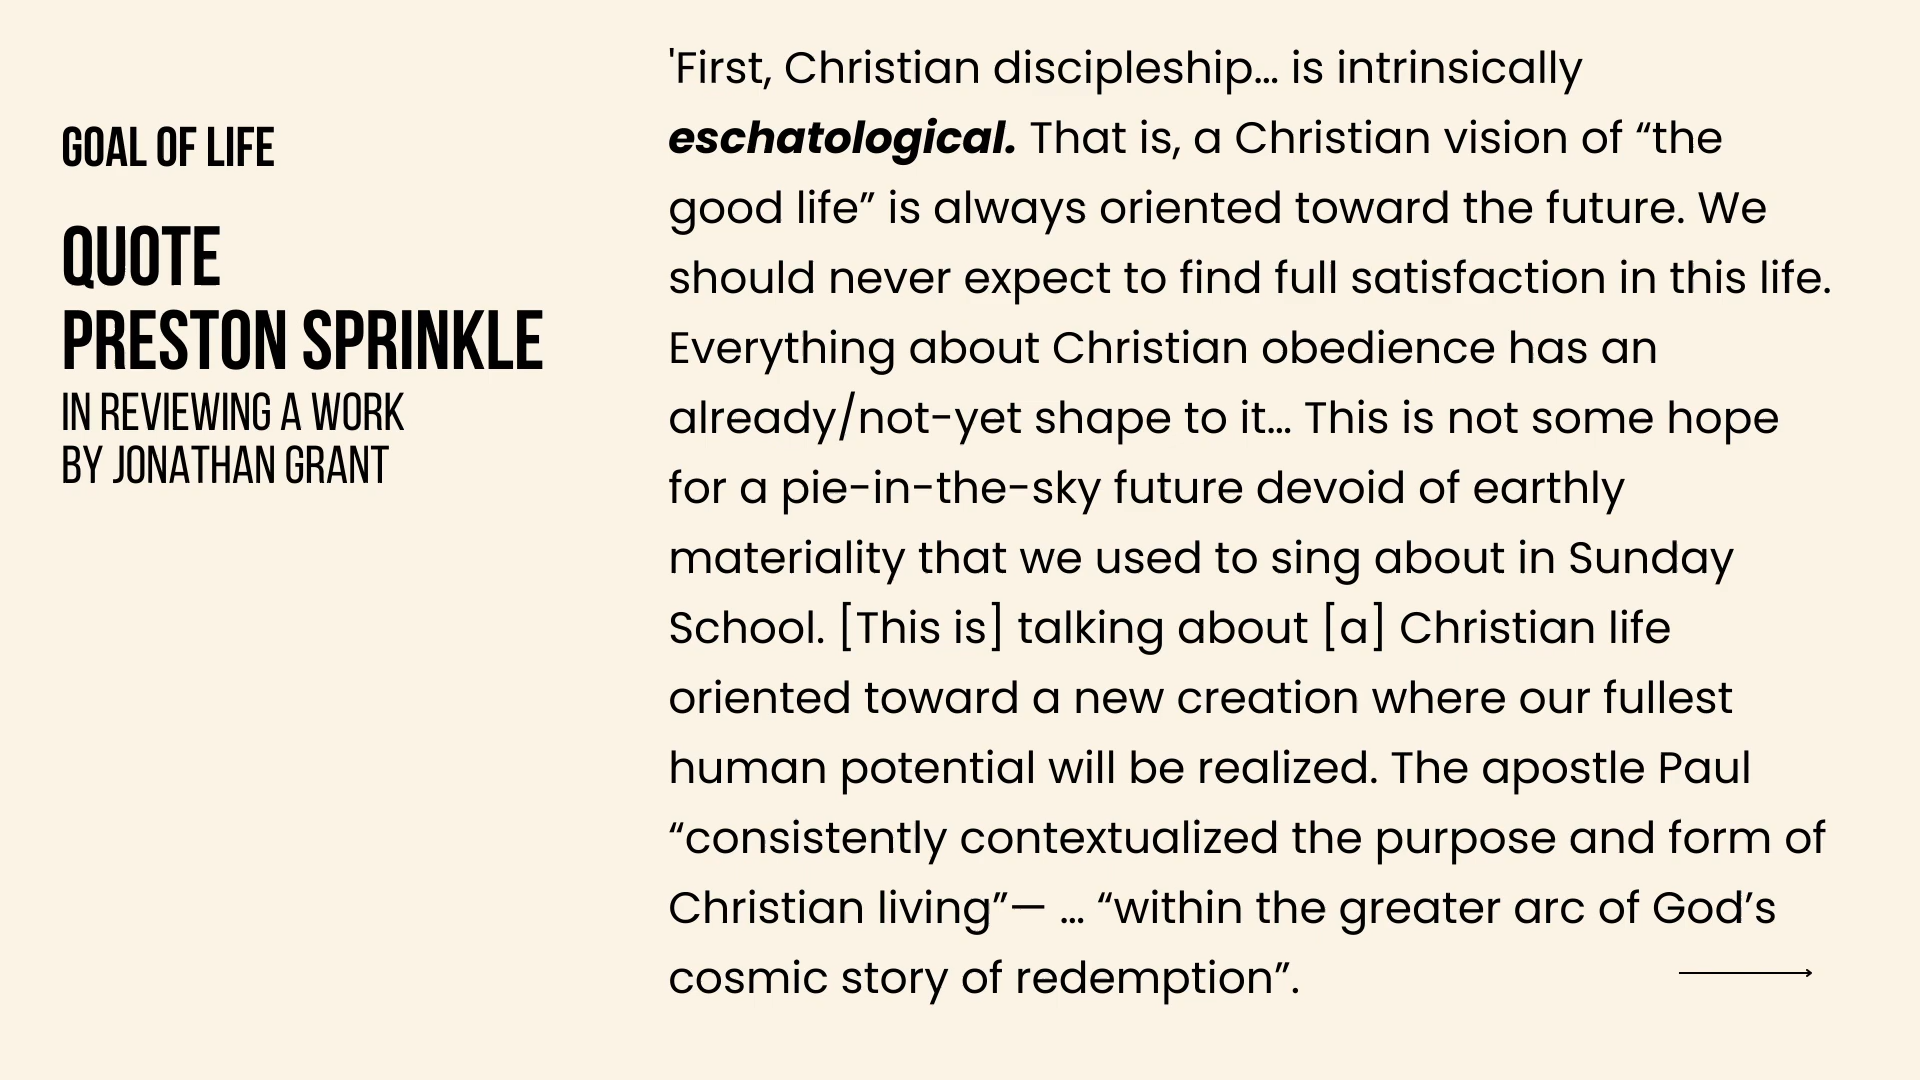 GOAL OF LIFE
QUOTE
PRESTON SPRINKLE
IN REVIEWING A WORK
BY JONATHAN GRANT
'First, Christian discipleship... is intrinsically
eschatological. That is, a Christian vision of “the
good life” is always oriented toward the future. We
should never expect to find full satisfaction in this life.
Everything about Christian obedience has an
already/not-yet shape to it... This is not some hope
for a pie-in-the-sky future devoid of earthly
materiality that we used to sing about in Sunday
School. [This is] talking about [a] Christian life
oriented toward a new creation where our fullest
human potential will be realized. The apostle Paul
“consistently contextualized the purpose and form of
Christian living”— ... “within the greater arc of God’s
cosmic story of redemption”.